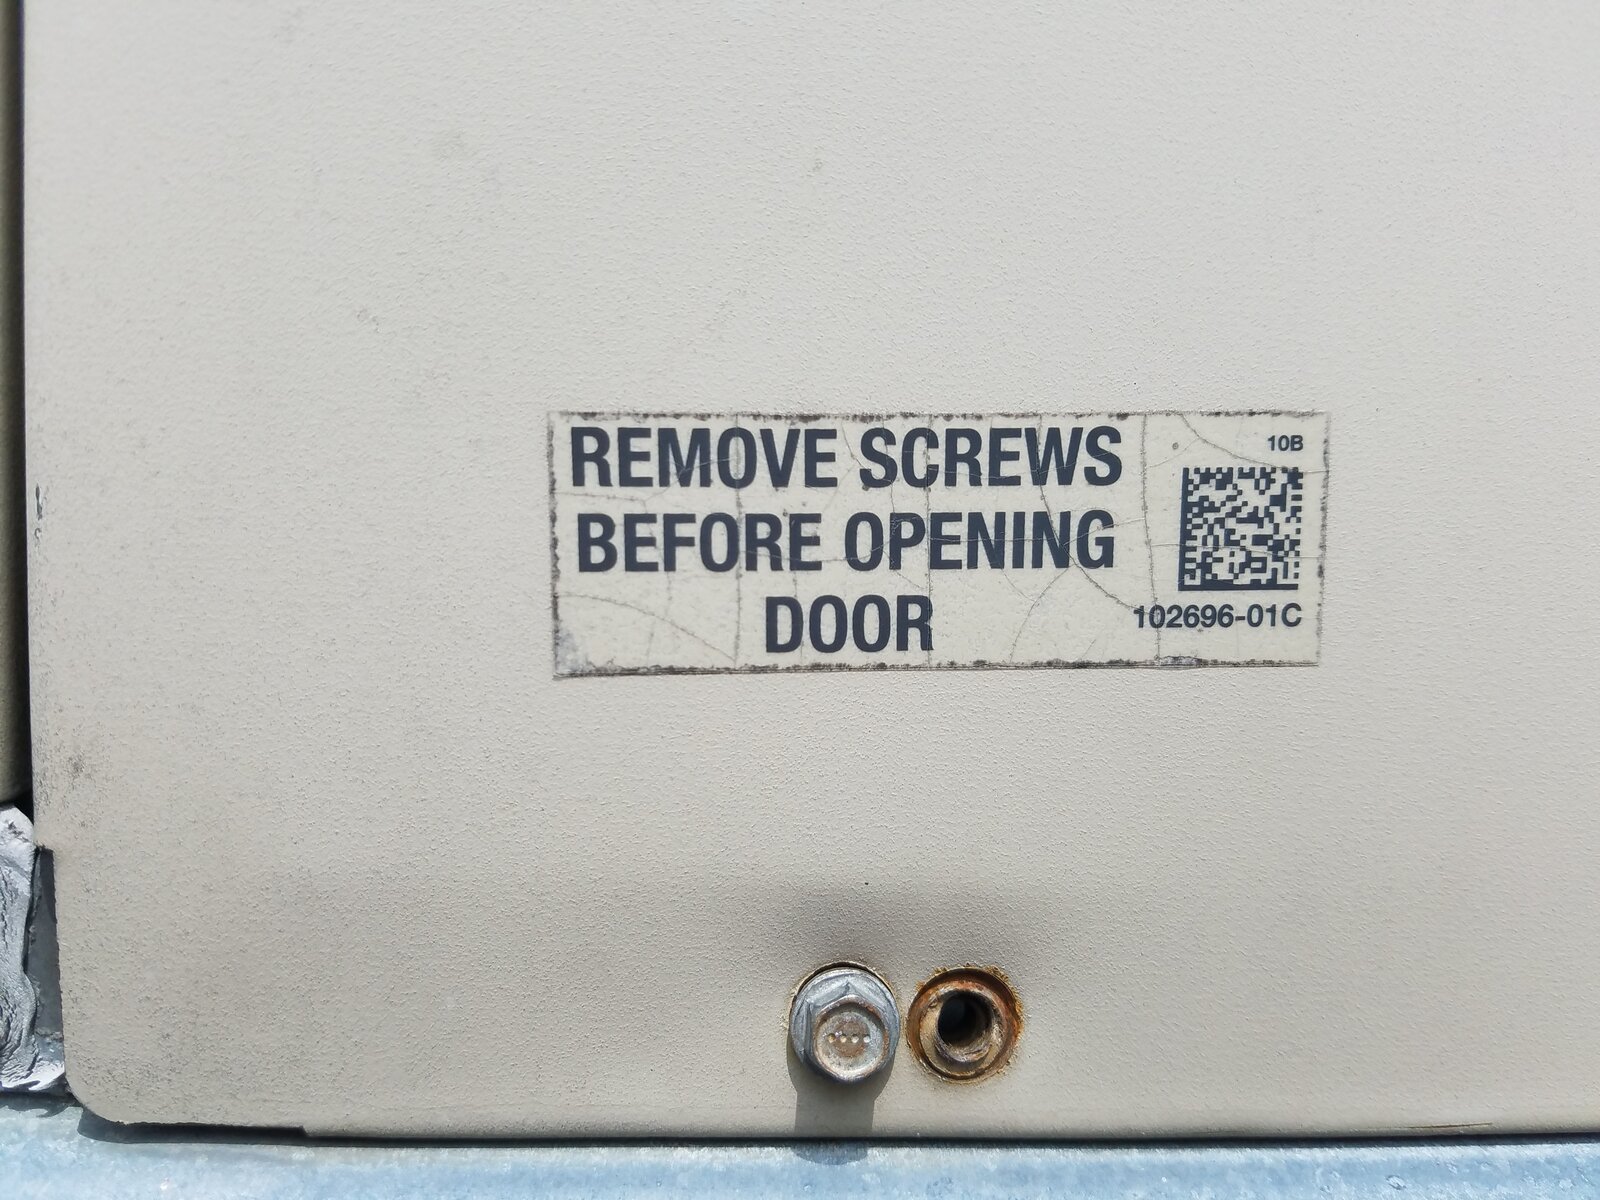 REMOVE SCREWS
BEFORE OPENING
DOOR
10B
102696-01C